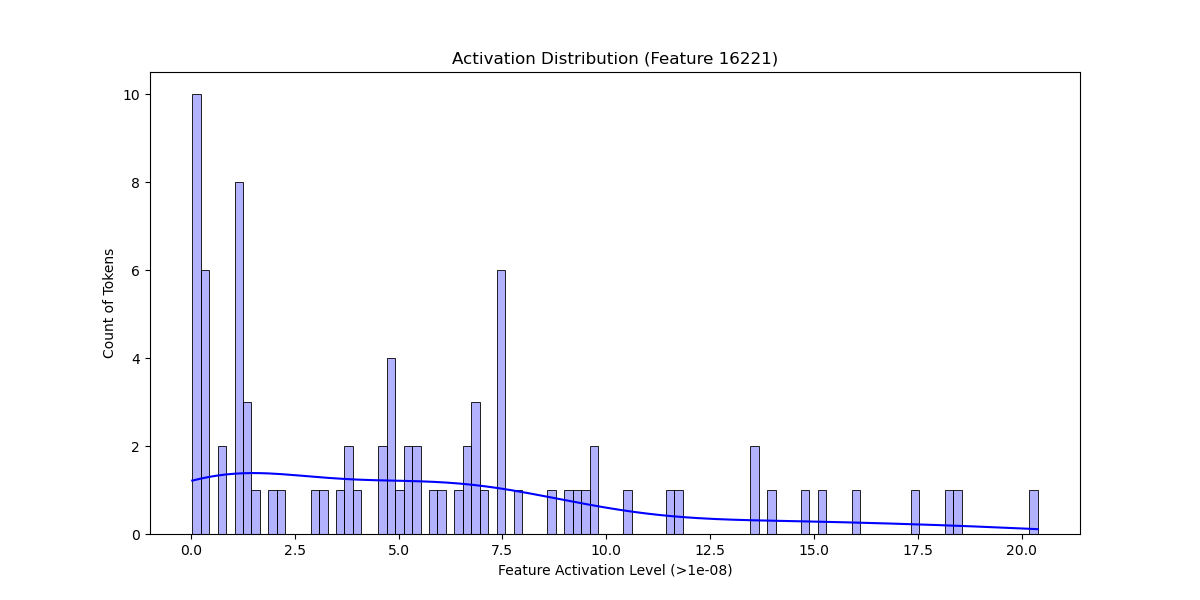 Activation Distribution (Feature 16221)
10
8
6
4
2
0
Count of Tokens
0.0 2.5 5.0 7.5 10.0 12.5 15.0 17.5 20.0
Feature Activation Level (>1e-08)